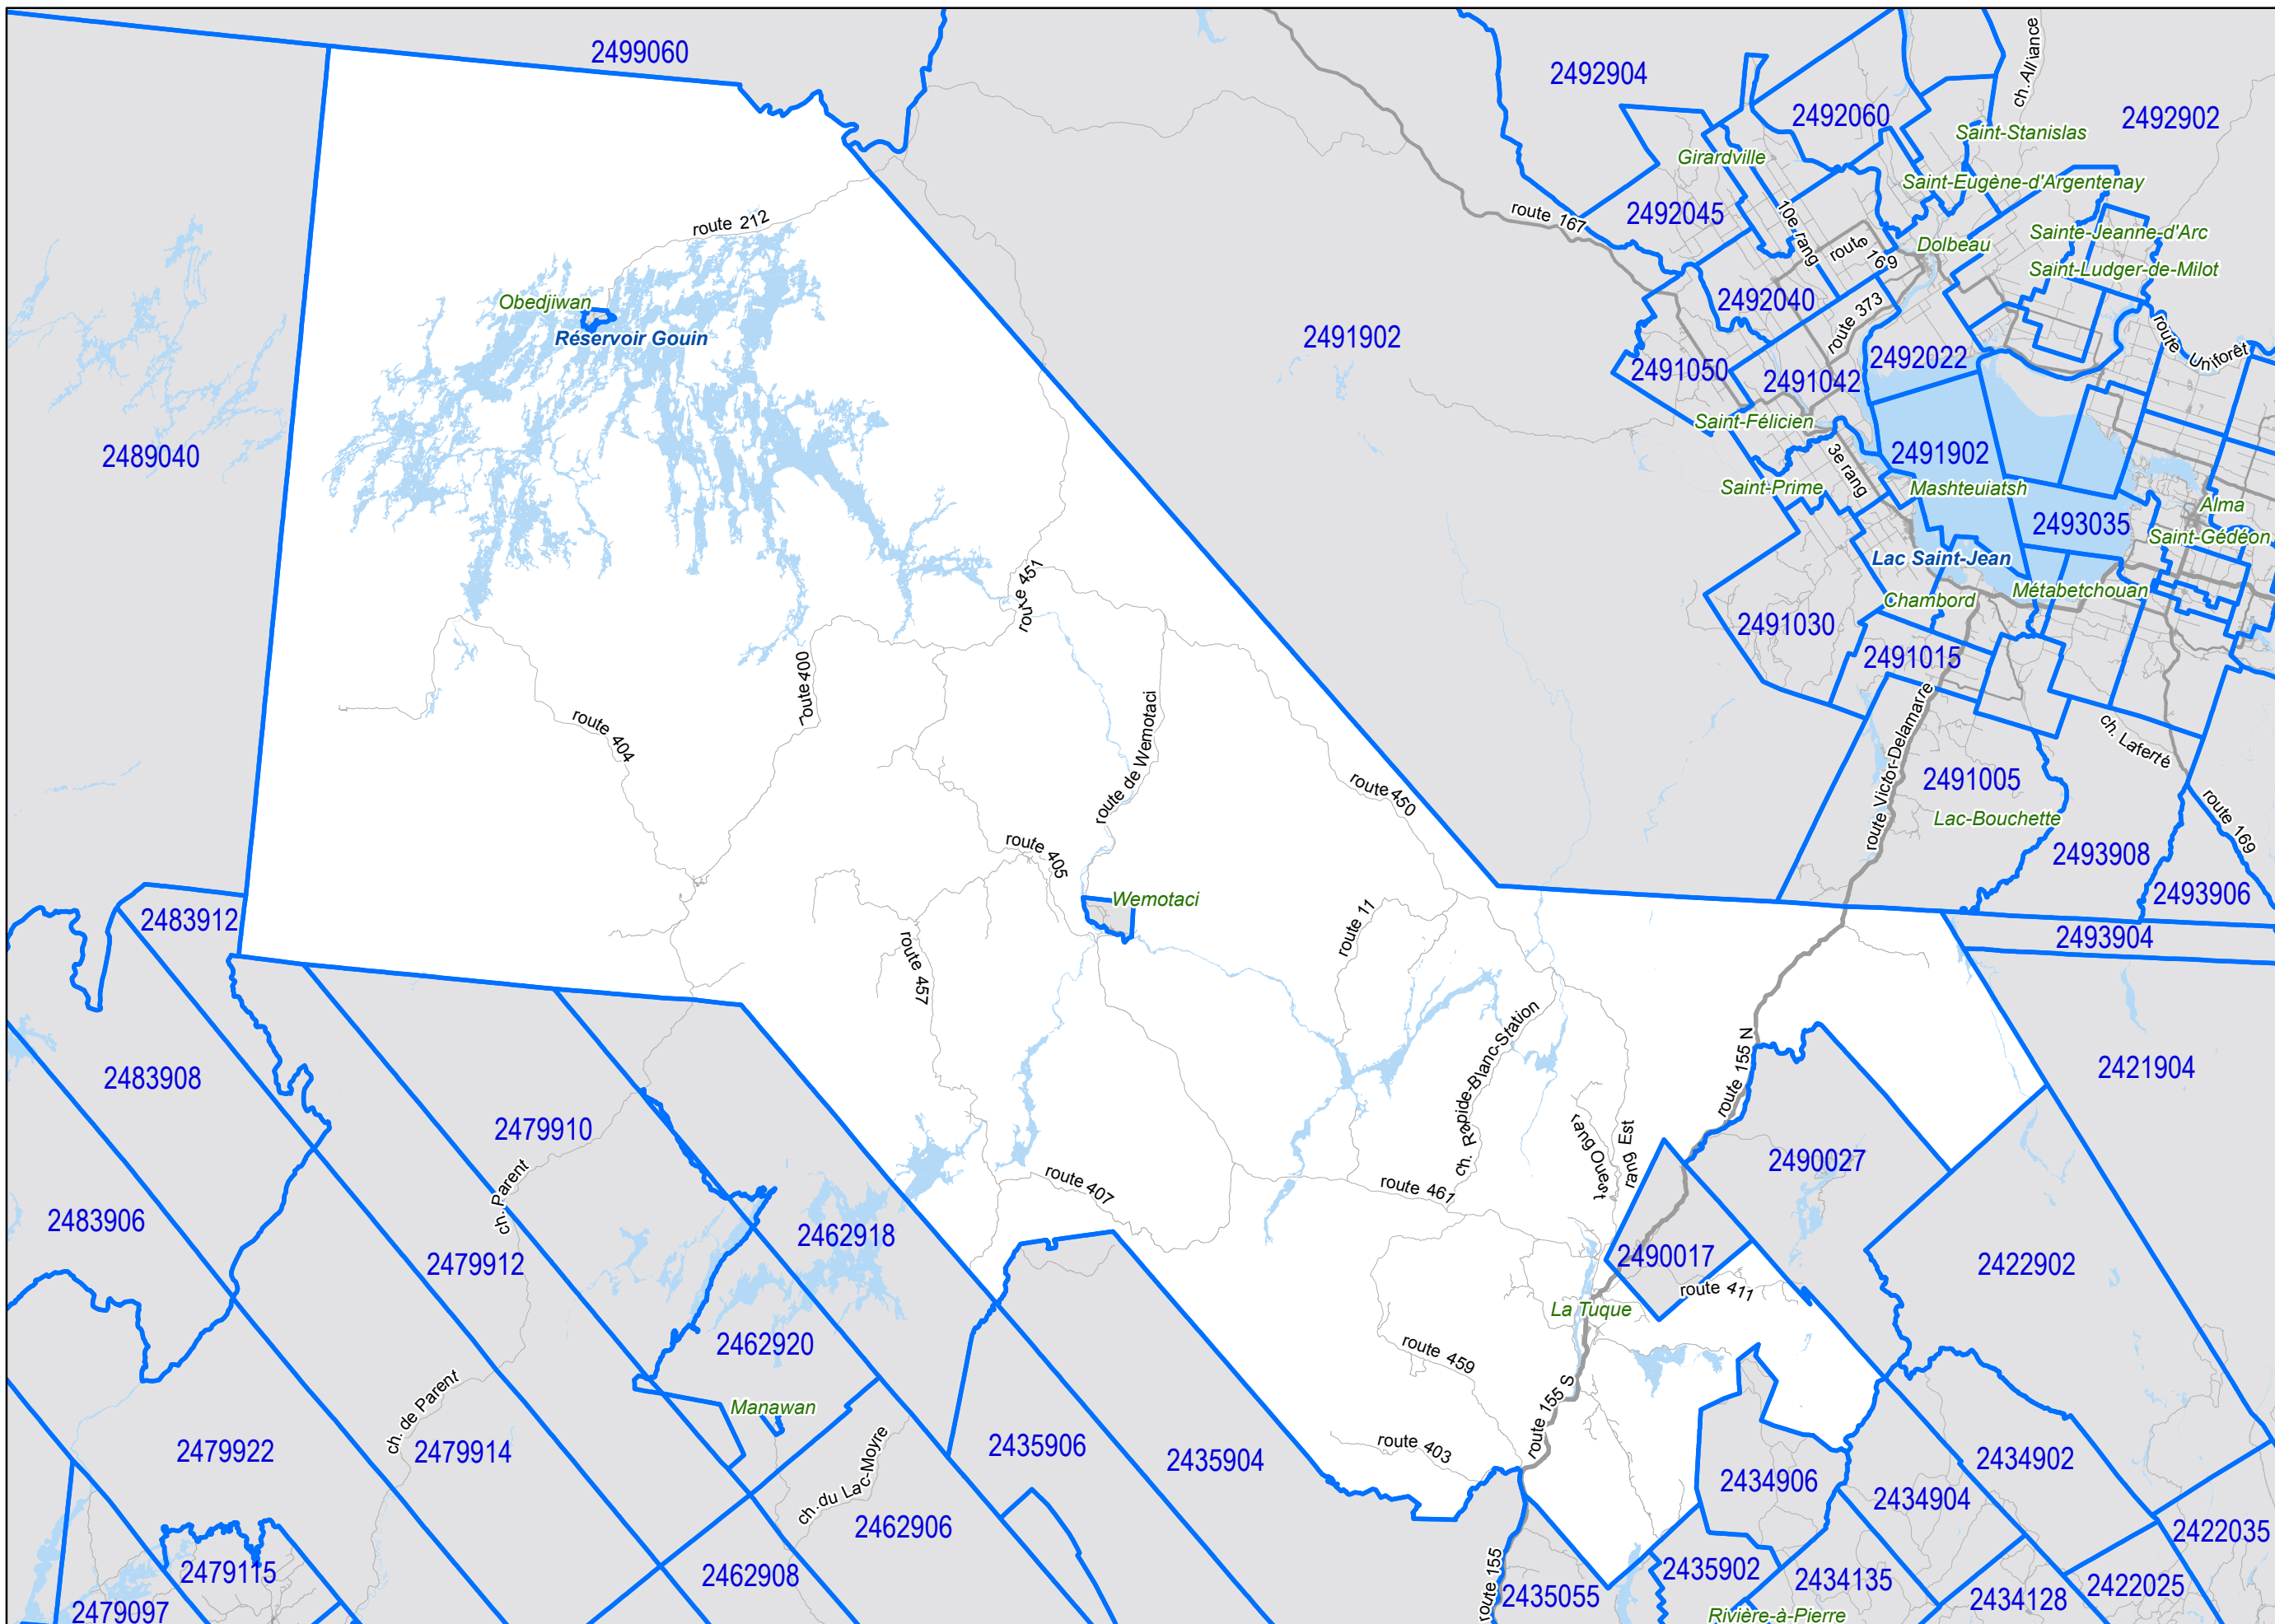 2499060
2492904
ch. Alliance
2492060
2492902
Saint-Stanislas
Girardville
Saint-Eugène-d'Argentenay
route 212
route 167
2492045
10e rang
route 169
Dolbeau
Sainte-Jeanne-d'Arc
Saint-Ludger-de-Milot
Obedjiwan
Réservoir Gouin
2491902
2492040
route 373
route Uniforêt
2492022
2491050
2491042
Saint-Félicien
2489040
3e rang
2491902
Saint-Prime
Mashteuiatsh
2493035
Alma
Saint-Gédéon
Lac Saint-Jean
Métabetchouan
Chambord
route 451
2491030
2491015
route 400
route 404
route de Wemotaci
route Victor-Delamarre
ch. Laferté
route 450
2491005
Lac-Bouchette
route 169
route 405
2493908
2493906
Wemotaci
2483912
route 11
route 457
2493904
ch. Rapide-Blanc-Station
route 155 N
2421904
2483908
2479910
rang Ouest
rang Est
2490027
ch. Parent
route 407
route 461
2483906
2462918
2479912
2490017
2422902
route 411
La Tuque
2462920
route 459
Manawan
ch. de Parent
route 155 S
2479922
2479914
ch. du Lac-Moyre
2435906
2435904
route 403
2434906
2434902
2434904
2462906
2422035
2479115
2462908
route 155
2435055
2435902
2434135
2434128
2422025
2479097
Rivière-à-Pierre